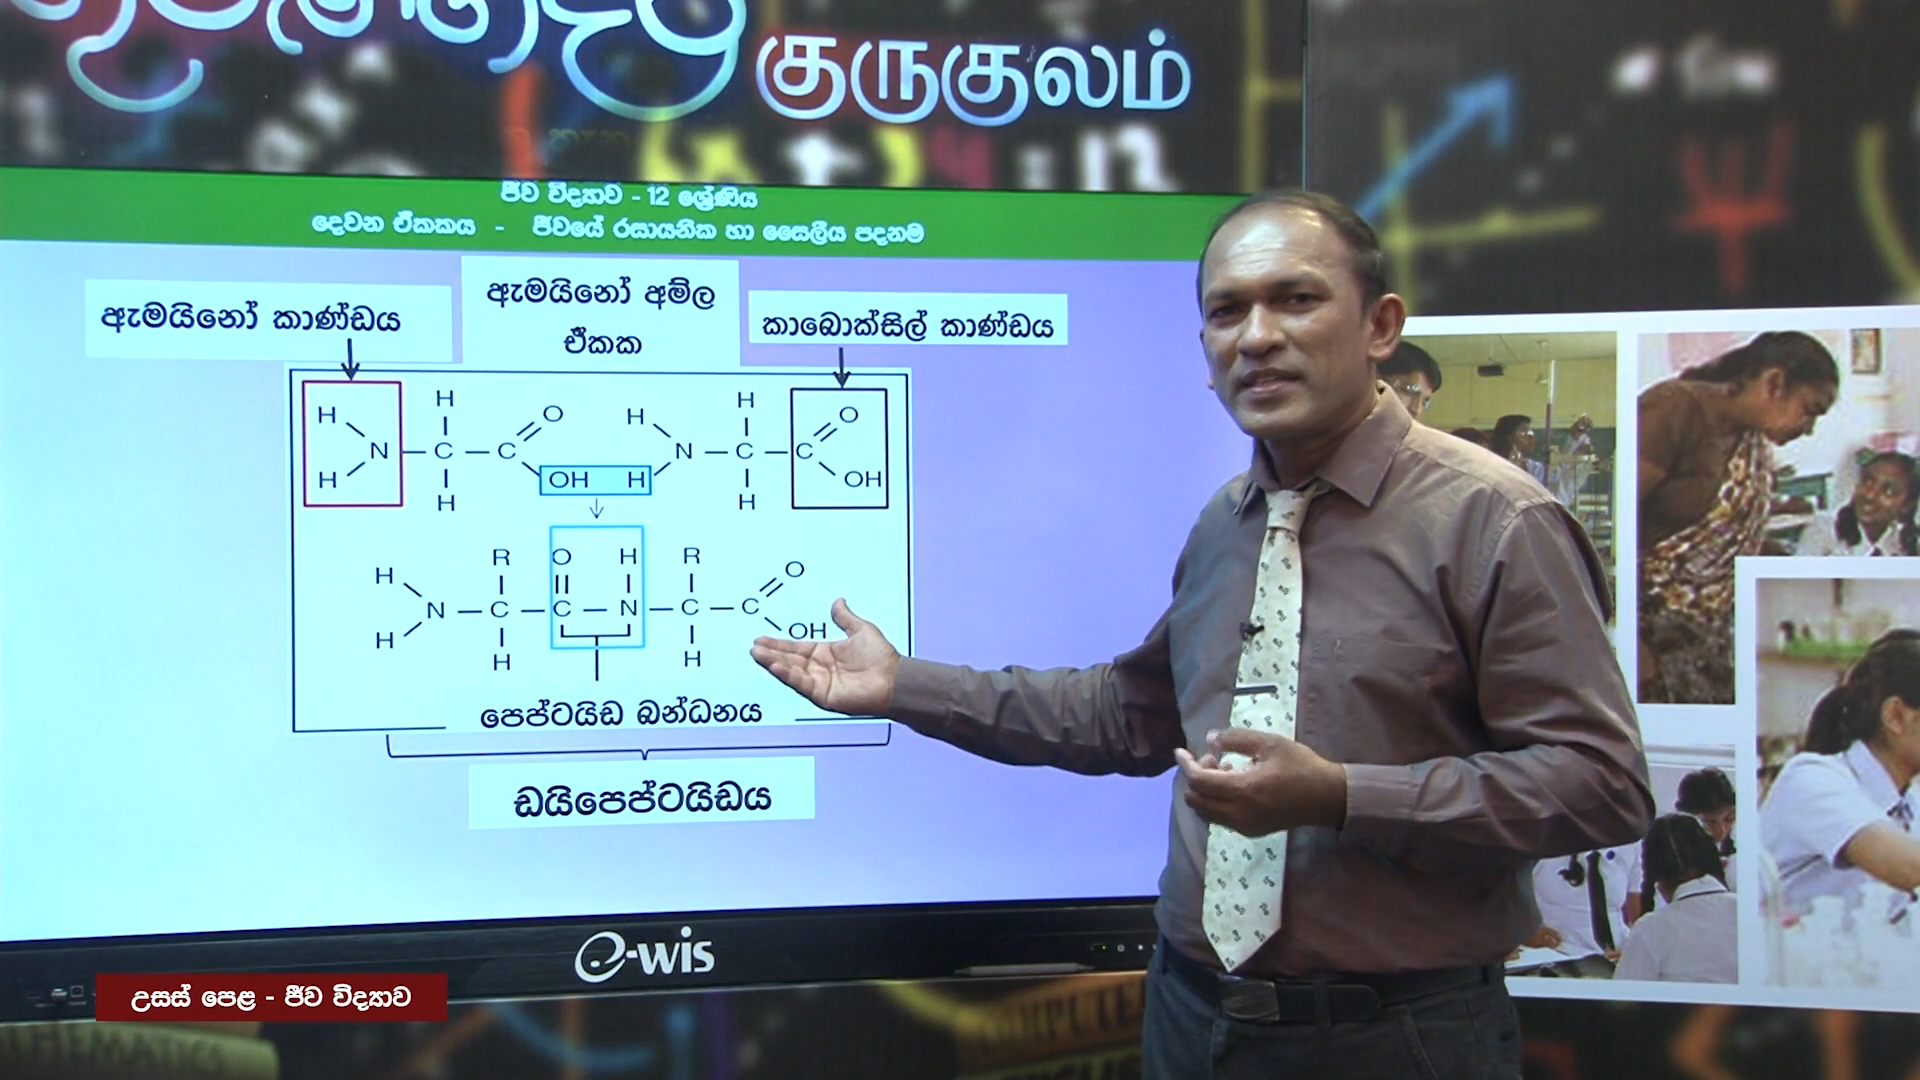 குருகுலம்
ජීව විද්‍යාව - 12 ශ්‍රේණිය
දෙවන ඒකකය - ජීවයේ රසායනික හා සෛලීය පදනම
ඇමයිනෝ කාණ්ඩය
ඇමයිනෝ අම්ල
ඒකක
කාබොක්සිල් කාණ්ඩය
H H O H H O
N — C — C N — C — C
H H OH H H OH
H R O H R O
N — C — C — N — C — C
H H H OH
පෙප්ටයිඩ බන්ධනය
ඩයිපෙප්ටයිඩය
e-wis
උසස් පෙළ - ජීව විද්‍යාව